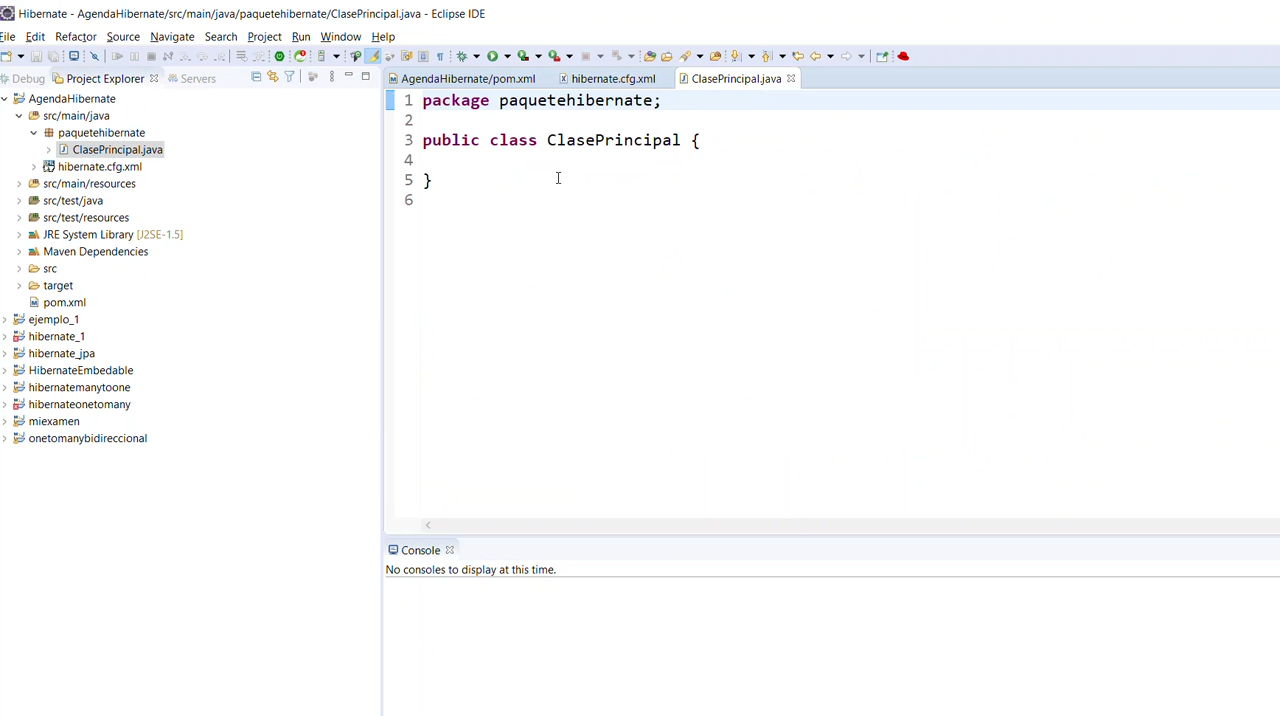 Hibernate - AgendaHibernate/src/main/java/paquetehibernate/ClasePrincipal.java - Eclipse IDE
File Edit Refactor Source Navigate Search Project Run Window Help
Debug Project Explorer Servers
AgendaHibernate/pom.xml hibernate.cfg.xml ClasePrincipal.java
AgendaHibernate
src/main/java
paquetehibernate
ClasePrincipal.java
hibernate.cfg.xml
src/main/resources
src/test/java
src/test/resources
JRE System Library [J2SE-1.5]
Maven Dependencies
src
target
pom.xml
ejemplo_1
hibernate_1
hibernate_jpa
HibernateEmbedable
hibernatemanytoone
hibernateonetomany
miexamen
onetomanybidireccional
1 package paquetehibernate;
2
3 public class ClasePrincipal {
4
5 }
6
Console
No consoles to display at this time.